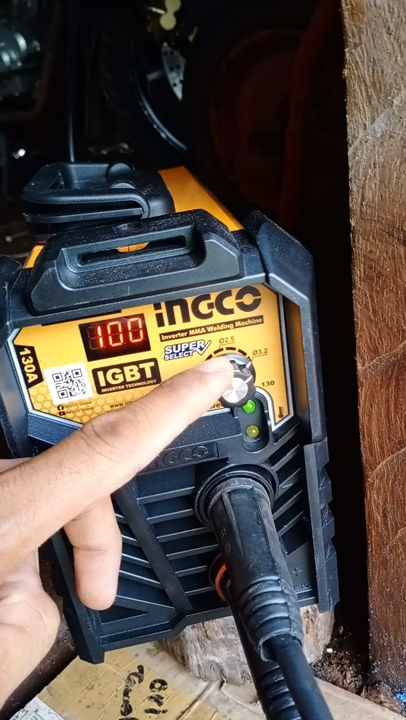 INGCO
Inverter MMA Welding Machine
100
SUPER
SELECT
Ø2.5
Ø3.2
130A
IGBT
INVERTER TECHNOLOGY
130
INGCO